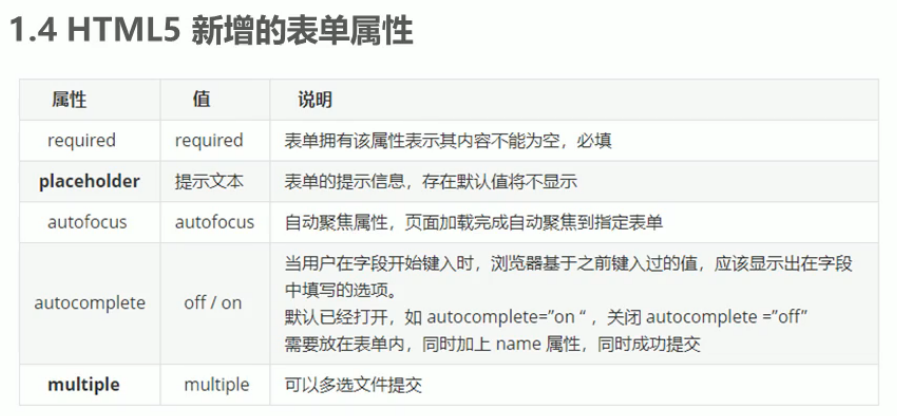 1.4 HTML5 新增的表单属性
属性 值 说明
required required 表单拥有该属性表示其内容不能为空，必填
placeholder 提示文本 表单的提示信息，存在默认值将不显示
autofocus autofocus 自动聚焦属性，页面加载完成自动聚焦到指定表单
autocomplete off / on 当用户在字段开始键入时，浏览器基于之前键入过的值，应该显示出在字段
中填写的选项。
默认已经打开，如 autocomplete=”on “ ，关闭 autocomplete =”off”
需要放在表单内，同时加上 name 属性，同时成功提交
multiple multiple 可以多选文件提交